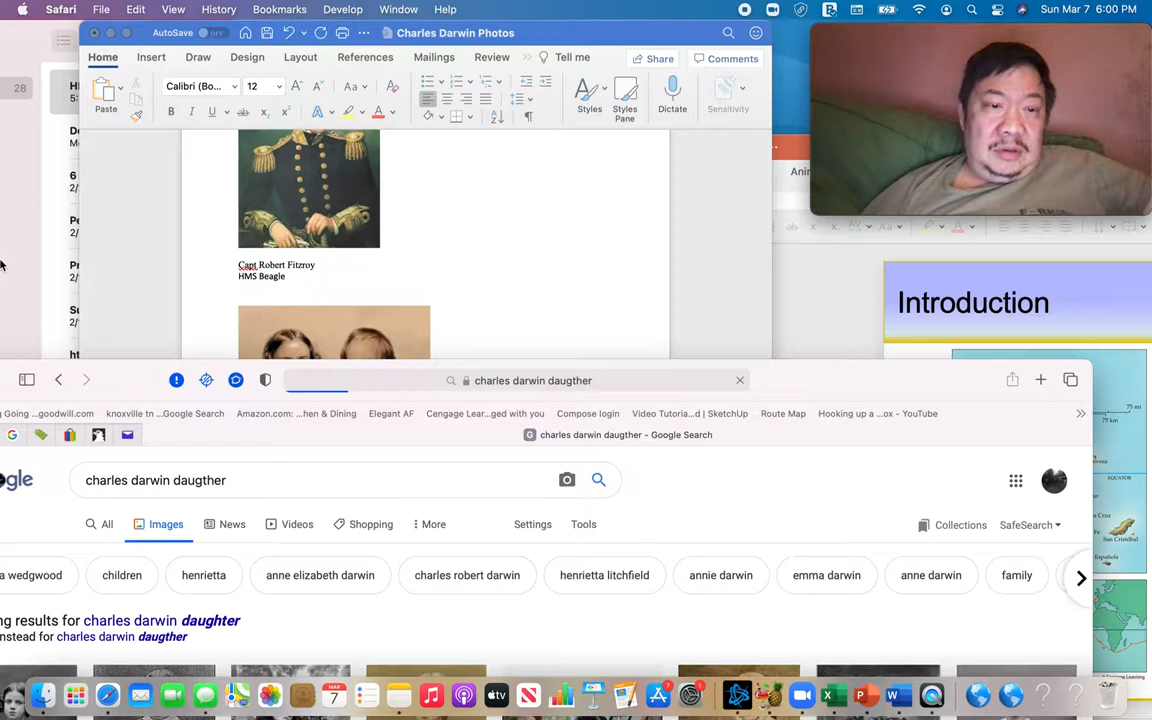 Safari File Edit View History Bookmarks Develop Window Help Sun Mar 7 6:00 PM
AutoSave OFF Charles Darwin Photos
Home Insert Draw Design Layout References Mailings Review Tell me Share Comments
28
Paste Calibri (Bo... 12 Styles Styles Pane Dictate Sensitivity
Capt Robert Fitzroy
HMS Beagle
Introduction
75 mi
75 km
EQUATOR
charles darwin daugther
Going ...goodwill.com knoxville tn ...Google Search Amazon.com: ...hen & Dining Elegant AF Cengage Lear...ged with you Compose login Video Tutoria...d | SketchUp Route Map Hooking up a ...ox - YouTube
charles darwin daugther - Google Search
charles darwin daugther
All Images News Videos Shopping More Settings Tools Collections SafeSearch
a wedgwood children henrietta anne elizabeth darwin charles robert darwin henrietta litchfield annie darwin emma darwin anne darwin family
ng results for charles darwin daughter
nstead for charles darwin daugther